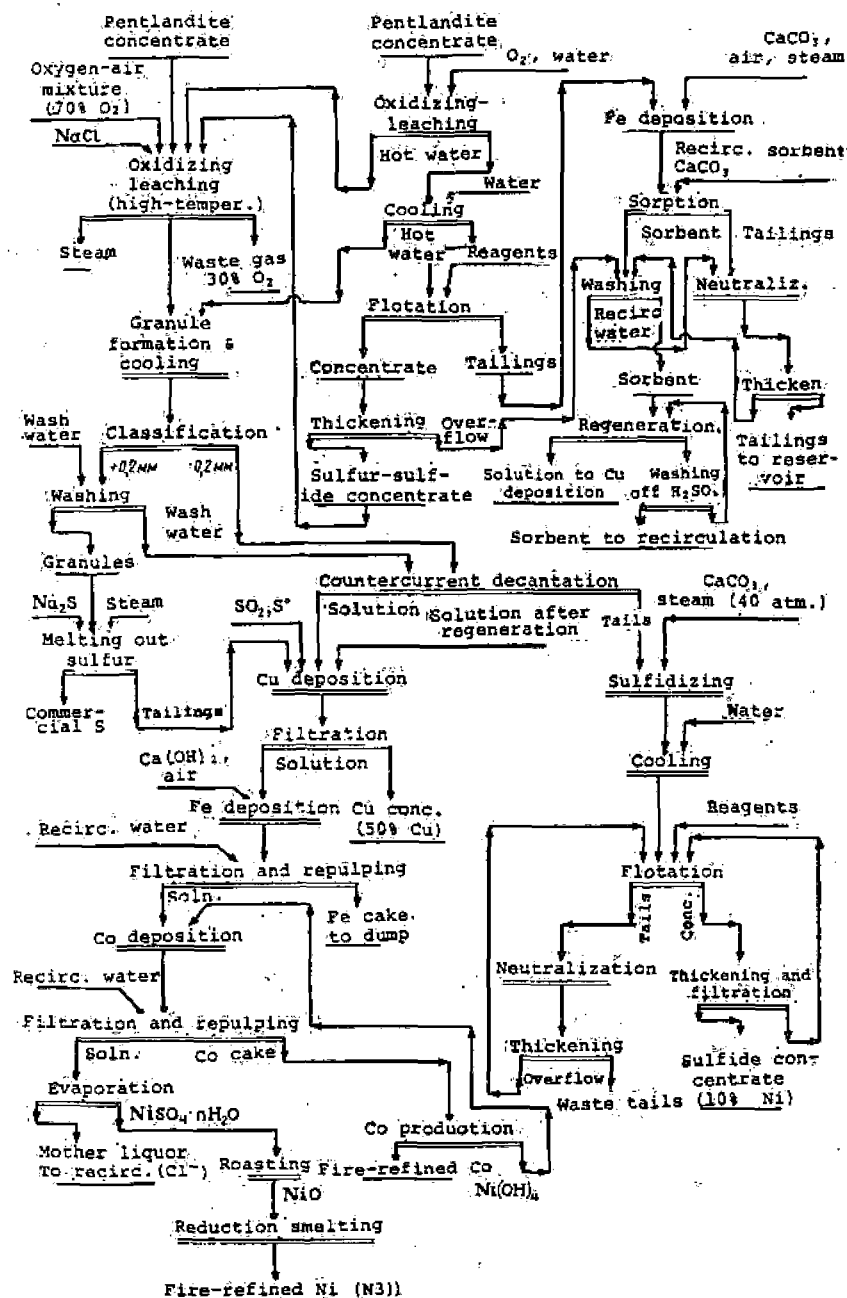 Pentlandite
concentrate
Pentlandite
concentrate
O₂, water
CaCO₃,
air, steam
Oxygen-air
mixture
(70% O₂)
NaCl
Oxidizing-
leaching
Fe deposition
Hot water
Recirc. sorbent
CaCO₃
Oxidizing
leaching
(high-temper.)
Water
Cooling
Sorption
Steam
Waste gas
30% O₂
Hot
water
Reagents
Sorbent
Tailings
Washing
Neutraliz.
Flotation
Recirc
water
Granule
formation &
cooling
Concentrate
Tailings
Sorbent
Thicken
Wash
water
Classification
Thickening
Over-
flow
Regeneration.
Tailings
to reser-
voir
+0,2мм
-0,2мм
Sulfur-sulf-
ide concentrate
Solution to Cu
deposition
Washing
off H₂SO₄
Washing
Wash
water
Sorbent to recirculation
Granules
Countercurrent decantation
CaCO₃,
steam (40 atm.)
Na₂S
Steam
SO₂,S°
Solution
Solution after
regeneration
Tails
Melting out
sulfur
Cu deposition
Sulfidizing
Commer-
cial S
Tailings
Water
Filtration
Cooling
Ca(OH)₂,
air
Solution
Fe deposition
Cu conc.
(50% Cu)
Reagents
Recirc. water
Filtration and repulping
Flotation
Soln.
Fe cake
to dump
Tails
Conc.
Co deposition
Recirc. water
Neutralization
Thickening and
filtration
Filtration and repulping
Soln.
Co cake
Thickening
Overflow
Sulfide con-
centrate
(10% Ni)
Evaporation
Waste tails
NiSO₄·nH₂O
Co production
Mother liquor
To recirc.(Cl⁻)
Roasting
Fire-refined Co
Ni(OH)₄
NiO
Reduction smelting
Fire-refined Ni (N3))